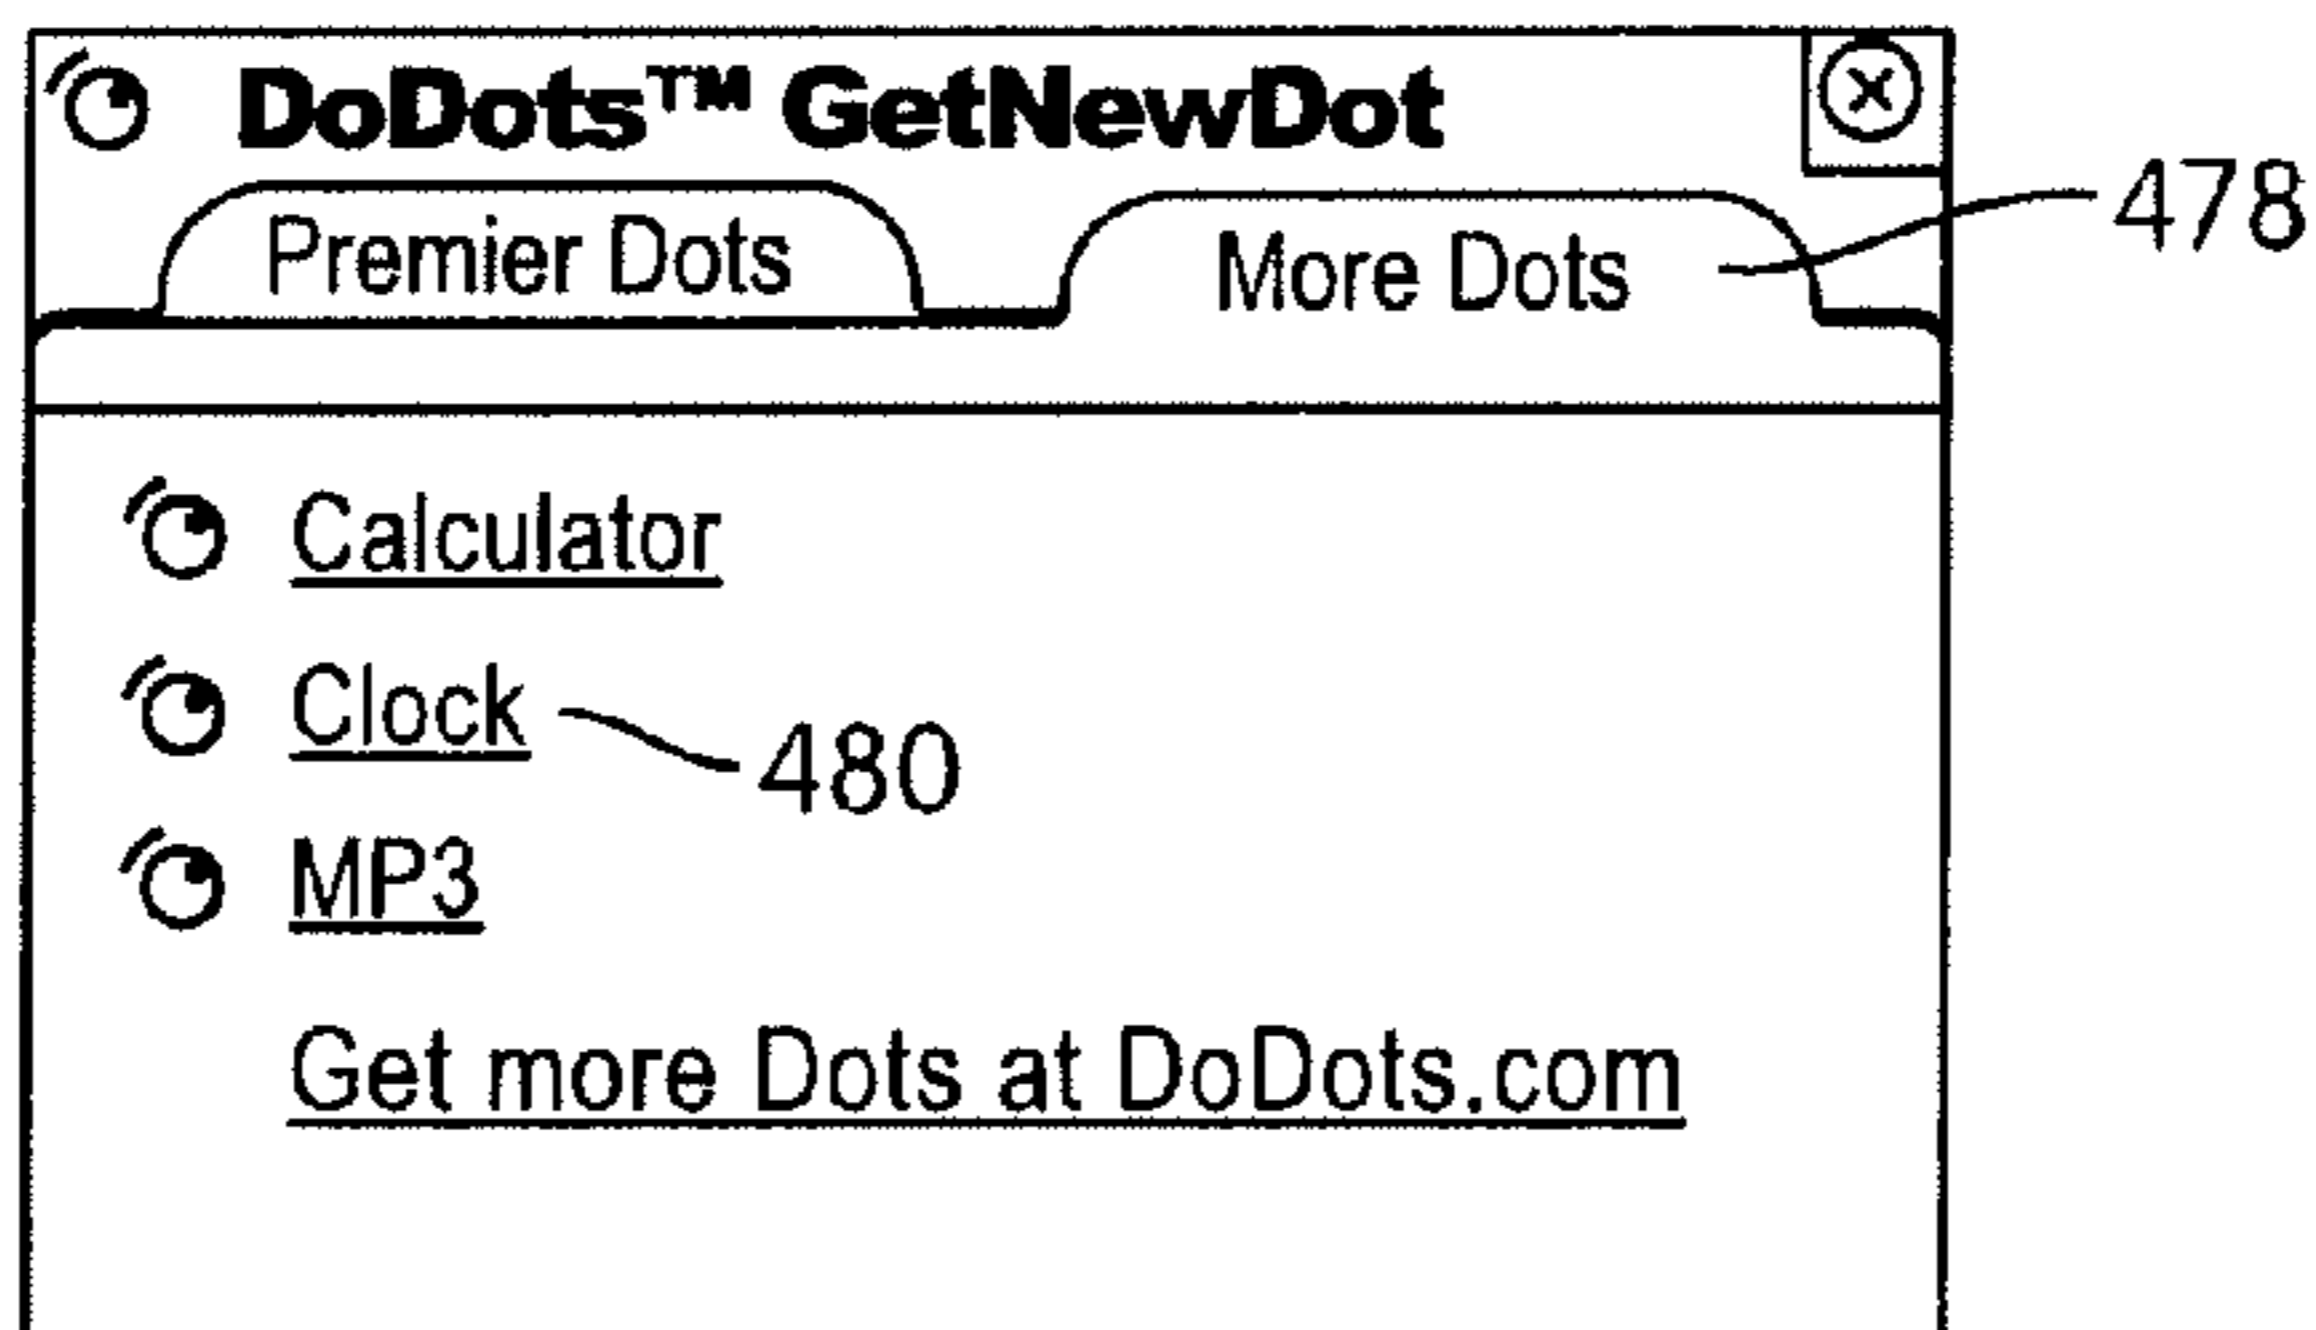 DoDots™ GetNewDot
Premier Dots
More Dots
478
Calculator
Clock
480
MP3
Get more Dots at DoDots.com